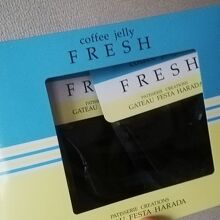 coffee jelly
FRESH
FRESH
PATISSERIE CREATIONS
GATEAU FESTA HARADA
PATISSERIE CREATIONS
GATEAU FESTA HARADA